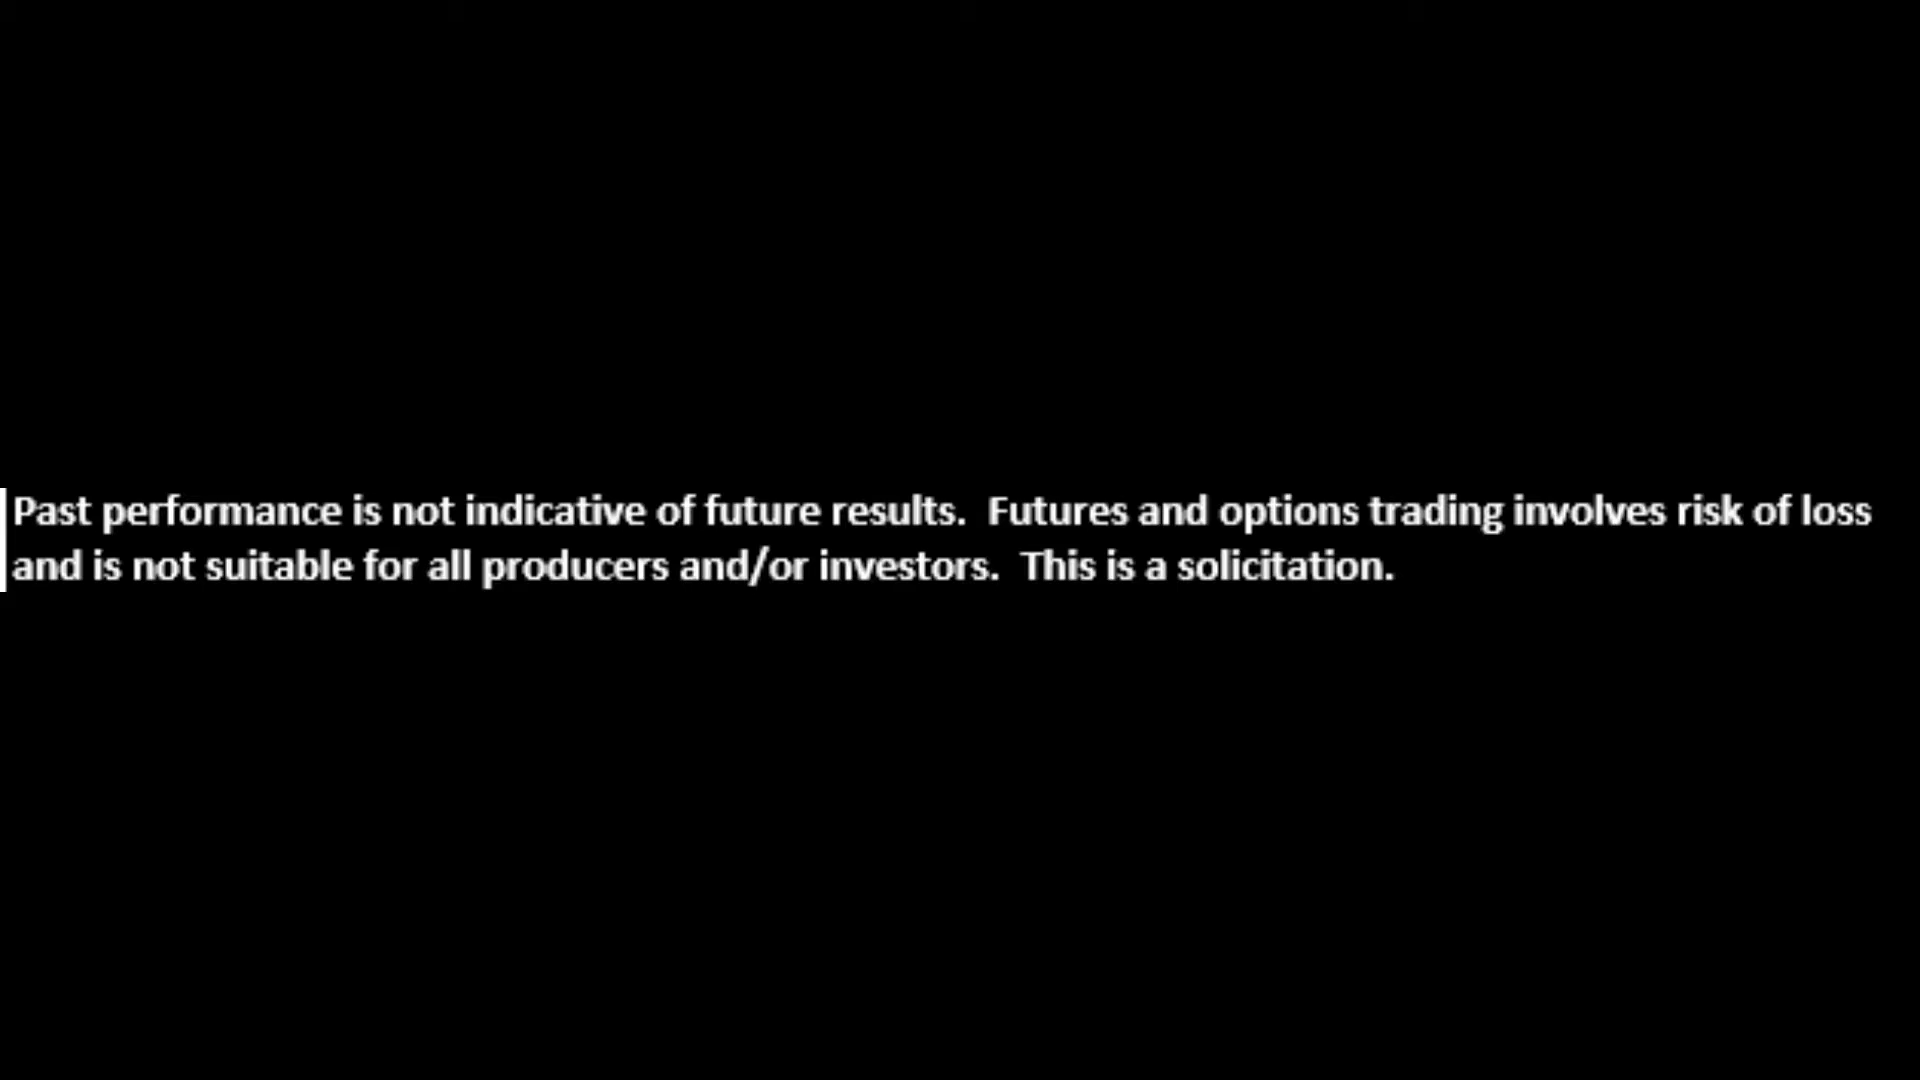 Past performance is not indicative of future results.  Futures and options trading involves risk of loss
and is not suitable for all producers and/or investors.  This is a solicitation.